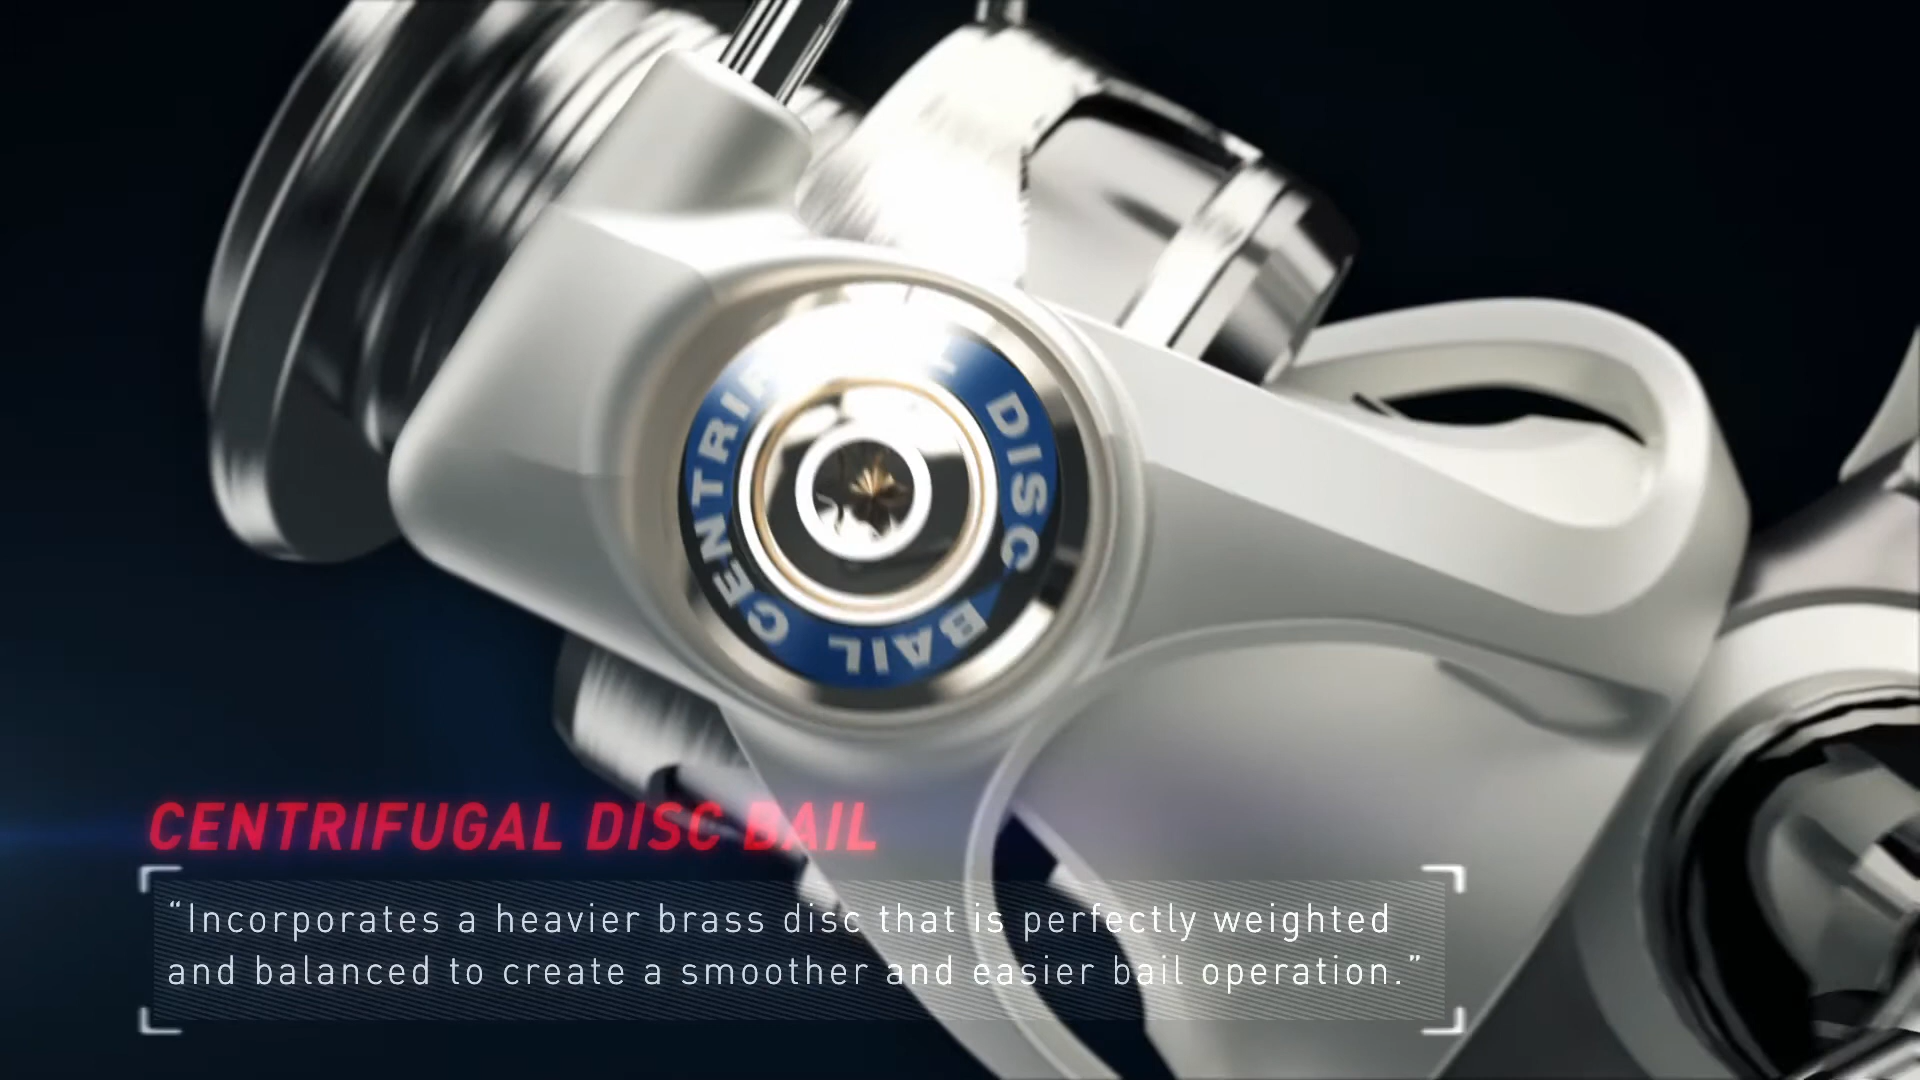 CENTRIF DISC BAIL
CENTRIFUGAL DISC BAIL
“Incorporates a heavier brass disc that is perfectly weighted
and balanced to create a smoother and easier bail operation.”